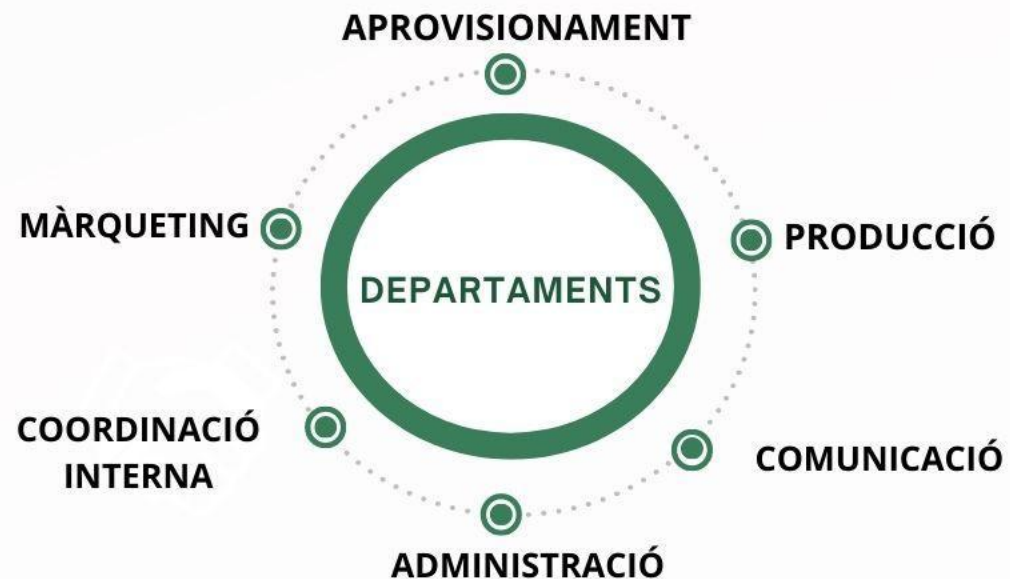 APROVISIONAMENT
MÀRQUETING
PRODUCCIÓ
DEPARTAMENTS
COORDINACIÓ
INTERNA
COMUNICACIÓ
ADMINISTRACIÓ